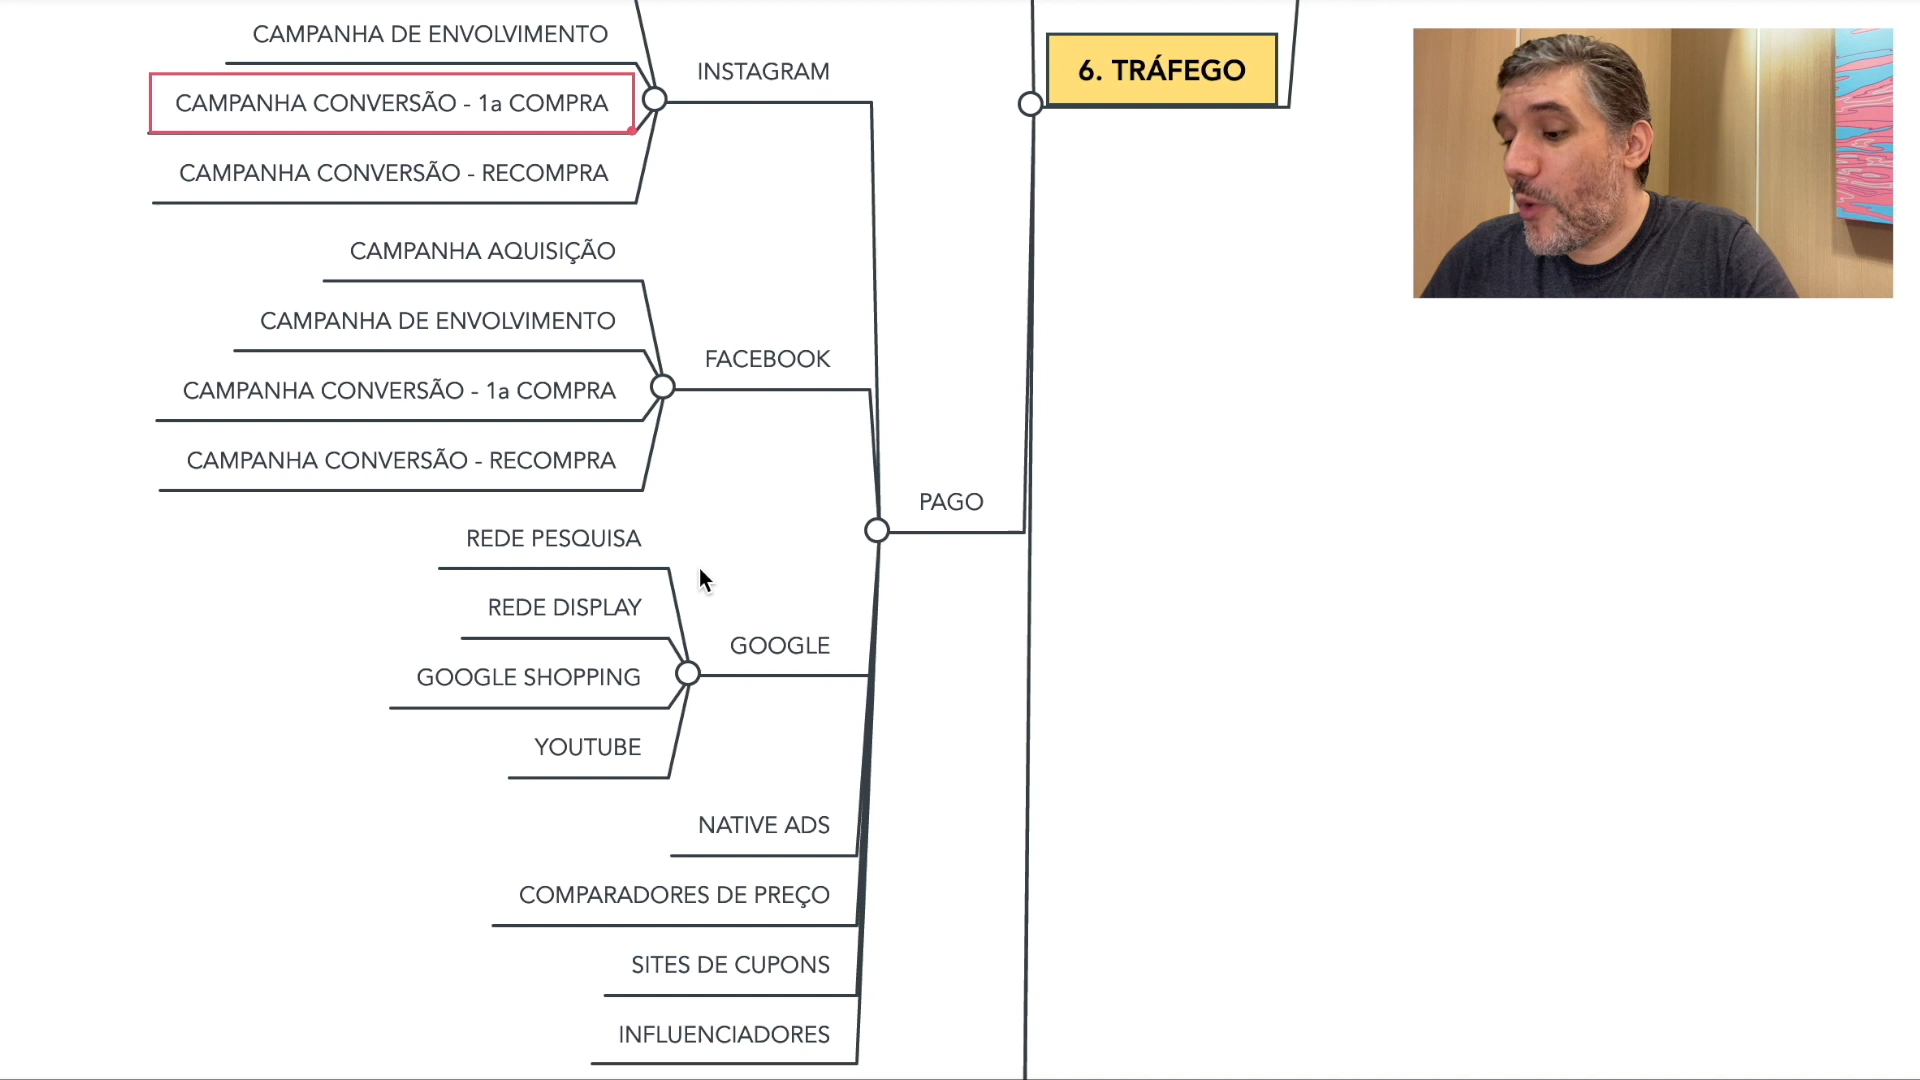 CAMPANHA DE ENVOLVIMENTO
CAMPANHA CONVERSÃO - 1a COMPRA
CAMPANHA CONVERSÃO - RECOMPRA
INSTAGRAM
6. TRÁFEGO
CAMPANHA AQUISIÇÃO
CAMPANHA DE ENVOLVIMENTO
CAMPANHA CONVERSÃO - 1a COMPRA
CAMPANHA CONVERSÃO - RECOMPRA
FACEBOOK
PAGO
REDE PESQUISA
REDE DISPLAY
GOOGLE SHOPPING
YOUTUBE
GOOGLE
NATIVE ADS
COMPARADORES DE PREÇO
SITES DE CUPONS
INFLUENCIADORES